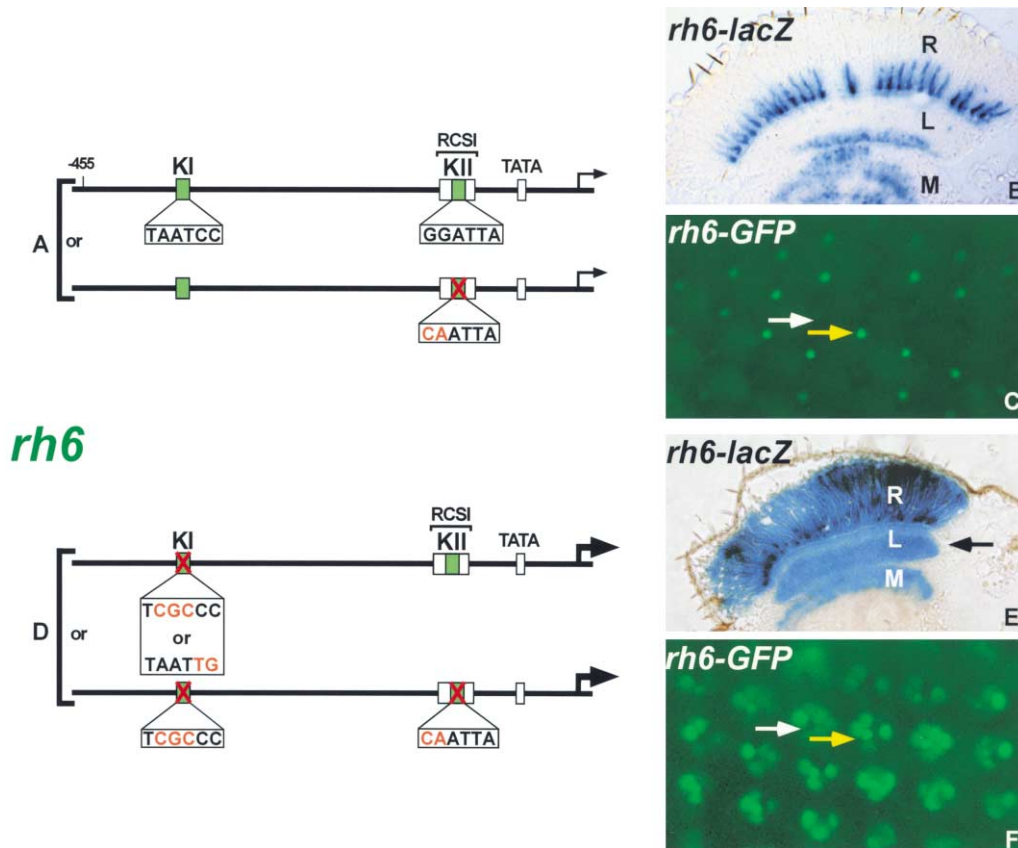 -455
KI
RCSI
KII
TATA
TAATCC
GGATTA
A
or
CAATTA
rh6
KI
RCSI
KII
TATA
TCGCCC
or
TAATTG
D
or
TCGCCC
CAATTA
rh6-lacZ
R
L
M
rh6-GFP
C
rh6-lacZ
R
L
M
E
rh6-GFP
F